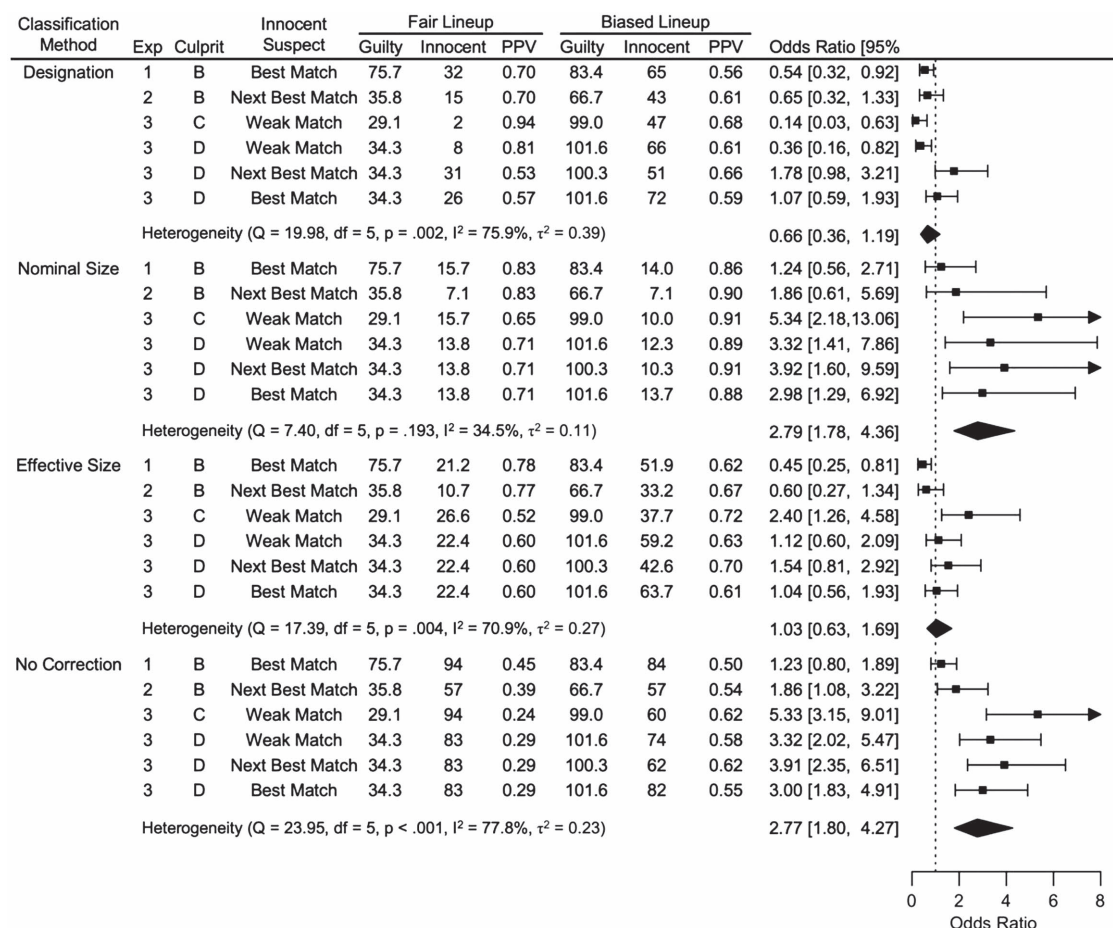 Classification Method Exp Culprit Innocent Suspect Fair Lineup Guilty Innocent PPV Biased Lineup Guilty Innocent PPV Odds Ratio [95%
Designation 1 B Best Match 75.7 32 0.70 83.4 65 0.56 0.54 [0.32, 0.92]
2 B Next Best Match 35.8 15 0.70 66.7 43 0.61 0.65 [0.32, 1.33]
3 C Weak Match 29.1 2 0.94 99.0 47 0.68 0.14 [0.03, 0.63]
3 D Weak Match 34.3 8 0.81 101.6 66 0.61 0.36 [0.16, 0.82]
3 D Next Best Match 34.3 31 0.53 100.3 51 0.66 1.78 [0.98, 3.21]
3 D Best Match 34.3 26 0.57 101.6 72 0.59 1.07 [0.59, 1.93]
Heterogeneity (Q = 19.98, df = 5, p = .002, I² = 75.9%, τ² = 0.39) 0.66 [0.36, 1.19]
Nominal Size 1 B Best Match 75.7 15.7 0.83 83.4 14.0 0.86 1.24 [0.56, 2.71]
2 B Next Best Match 35.8 7.1 0.83 66.7 7.1 0.90 1.86 [0.61, 5.69]
3 C Weak Match 29.1 15.7 0.65 99.0 10.0 0.91 5.34 [2.18,13.06]
3 D Weak Match 34.3 13.8 0.71 101.6 12.3 0.89 3.32 [1.41, 7.86]
3 D Next Best Match 34.3 13.8 0.71 100.3 10.3 0.91 3.92 [1.60, 9.59]
3 D Best Match 34.3 13.8 0.71 101.6 13.7 0.88 2.98 [1.29, 6.92]
Heterogeneity (Q = 7.40, df = 5, p = .193, I² = 34.5%, τ² = 0.11) 2.79 [1.78, 4.36]
Effective Size 1 B Best Match 75.7 21.2 0.78 83.4 51.9 0.62 0.45 [0.25, 0.81]
2 B Next Best Match 35.8 10.7 0.77 66.7 33.2 0.67 0.60 [0.27, 1.34]
3 C Weak Match 29.1 26.6 0.52 99.0 37.7 0.72 2.40 [1.26, 4.58]
3 D Weak Match 34.3 22.4 0.60 101.6 59.2 0.63 1.12 [0.60, 2.09]
3 D Next Best Match 34.3 22.4 0.60 100.3 42.6 0.70 1.54 [0.81, 2.92]
3 D Best Match 34.3 22.4 0.60 101.6 63.7 0.61 1.04 [0.56, 1.93]
Heterogeneity (Q = 17.39, df = 5, p = .004, I² = 70.9%, τ² = 0.27) 1.03 [0.63, 1.69]
No Correction 1 B Best Match 75.7 94 0.45 83.4 84 0.50 1.23 [0.80, 1.89]
2 B Next Best Match 35.8 57 0.39 66.7 57 0.54 1.86 [1.08, 3.22]
3 C Weak Match 29.1 94 0.24 99.0 60 0.62 5.33 [3.15, 9.01]
3 D Weak Match 34.3 83 0.29 101.6 74 0.58 3.32 [2.02, 5.47]
3 D Next Best Match 34.3 83 0.29 100.3 62 0.62 3.91 [2.35, 6.51]
3 D Best Match 34.3 83 0.29 101.6 82 0.55 3.00 [1.83, 4.91]
Heterogeneity (Q = 23.95, df = 5, p < .001, I² = 77.8%, τ² = 0.23) 2.77 [1.80, 4.27]
0 2 4 6 8
Odds Ratio